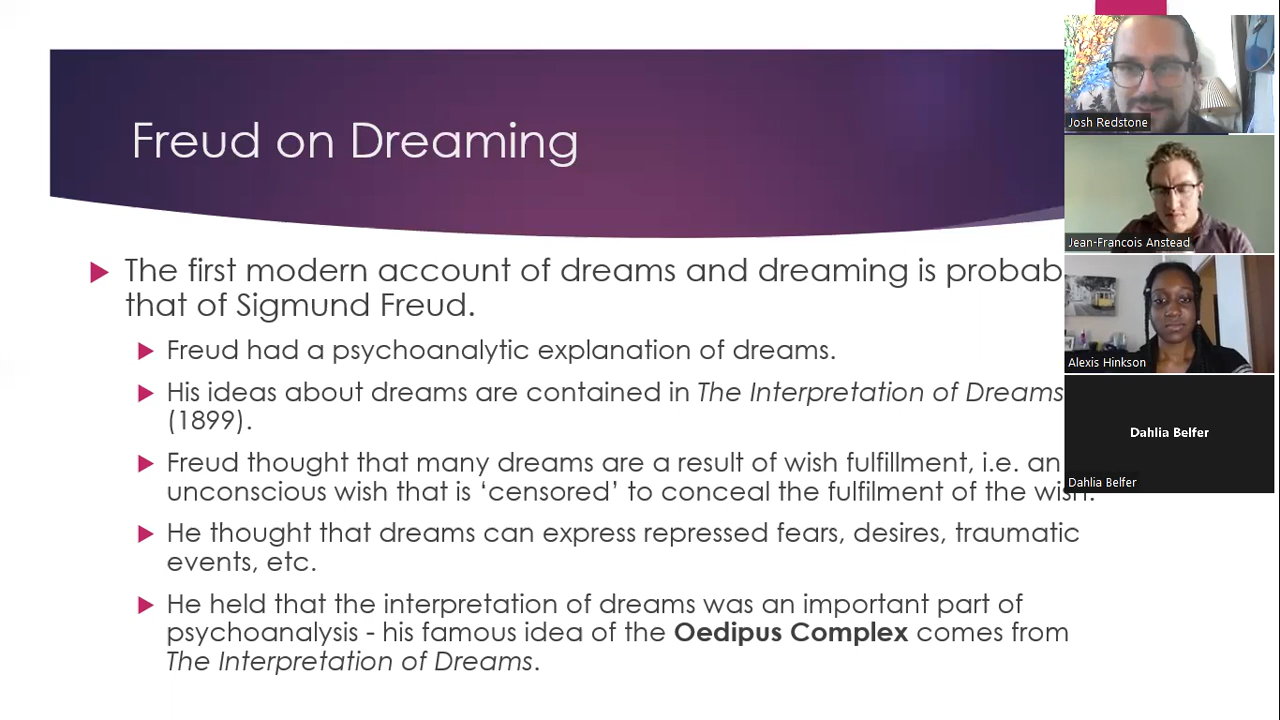 Freud on Dreaming
The first modern account of dreams and dreaming is
that of Sigmund Freud.
Freud had a psychoanalytic explanation of dreams.
His ideas about dreams are contained in The Interpretation of Dreams
(1899).
Freud thought that many dreams are a result of wish fulfillment, i.e. an
unconscious wish that is ‘censored’ to conceal the fulfilment of the wish.
He thought that dreams can express repressed fears, desires, traumatic
events, etc.
He held that the interpretation of dreams was an important part of
psychoanalysis - his famous idea of the Oedipus Complex comes from
The Interpretation of Dreams.
Josh Redstone
Jean-Francois Anstead
Alexis Hinkson
Dahlia Belfer
Dahlia Belfer